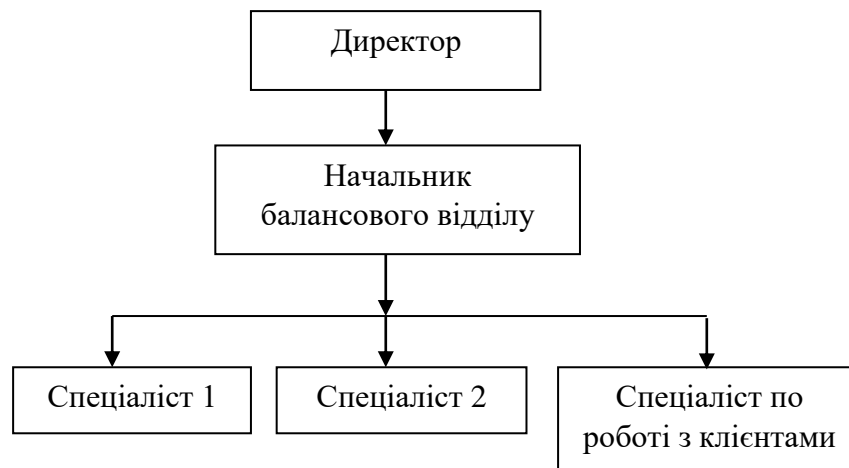 Директор
Начальник
балансового відділу
Спеціаліст 1
Спеціаліст 2
Спеціаліст по
роботі з клієнтами